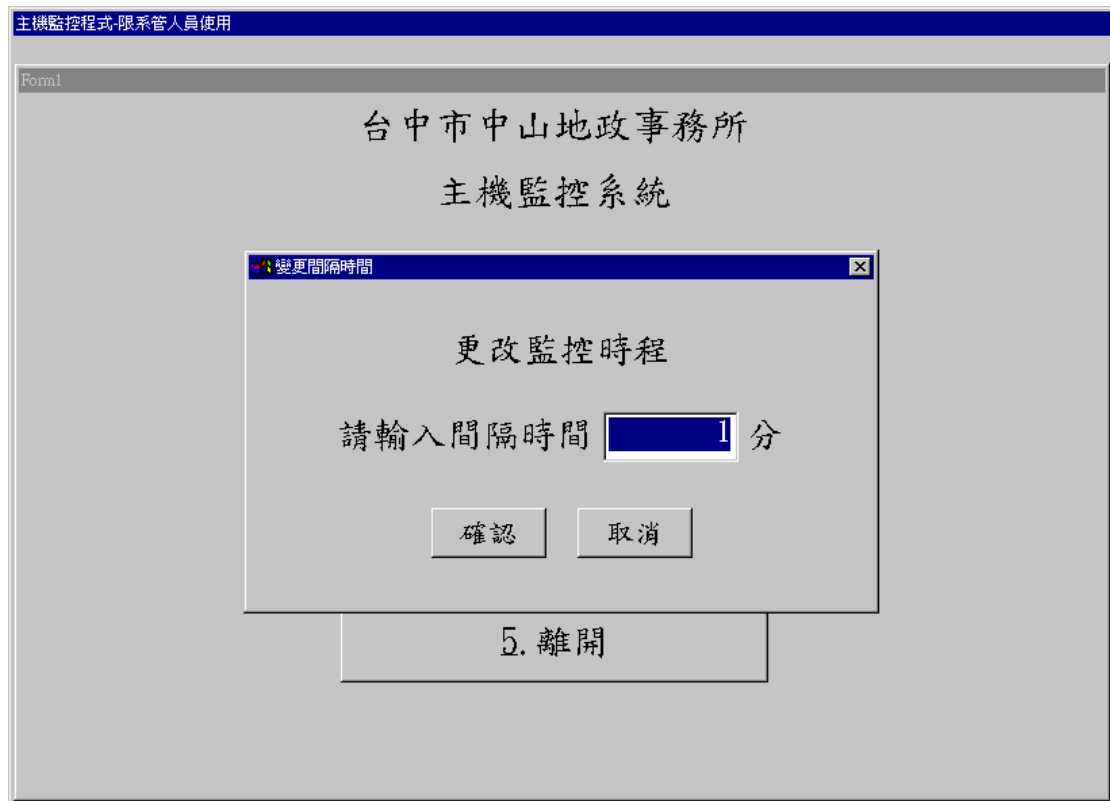 主機監控程式-限系管人員使用
Form1
台中市中山地政事務所
主機監控系統
變更間隔時間
更改監控時程
請輸入間隔時間 1 分
確認 取消
5. 離開